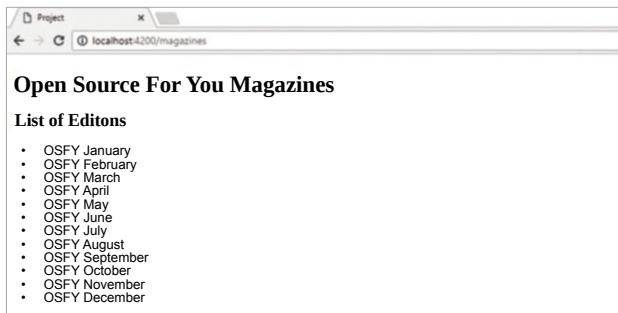 Project
localhost:4200/magazines
Open Source For You Magazines
List of Editons
• OSFY January
• OSFY February
• OSFY March
• OSFY April
• OSFY May
• OSFY June
• OSFY July
• OSFY August
• OSFY September
• OSFY October
• OSFY November
• OSFY December